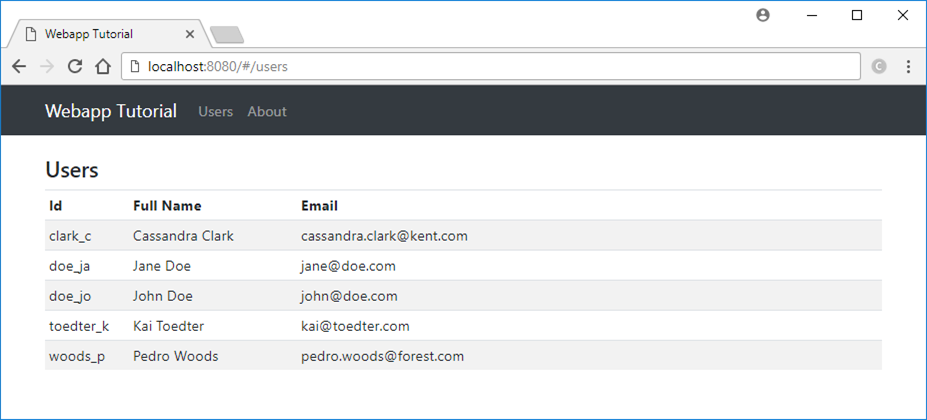 Webapp Tutorial
localhost:8080/#/users
Webapp Tutorial Users About
Users
Id Full Name Email
clark_c Cassandra Clark cassandra.clark@kent.com
doe_ja Jane Doe jane@doe.com
doe_jo John Doe john@doe.com
toedter_k Kai Toedter kai@toedter.com
woods_p Pedro Woods pedro.woods@forest.com